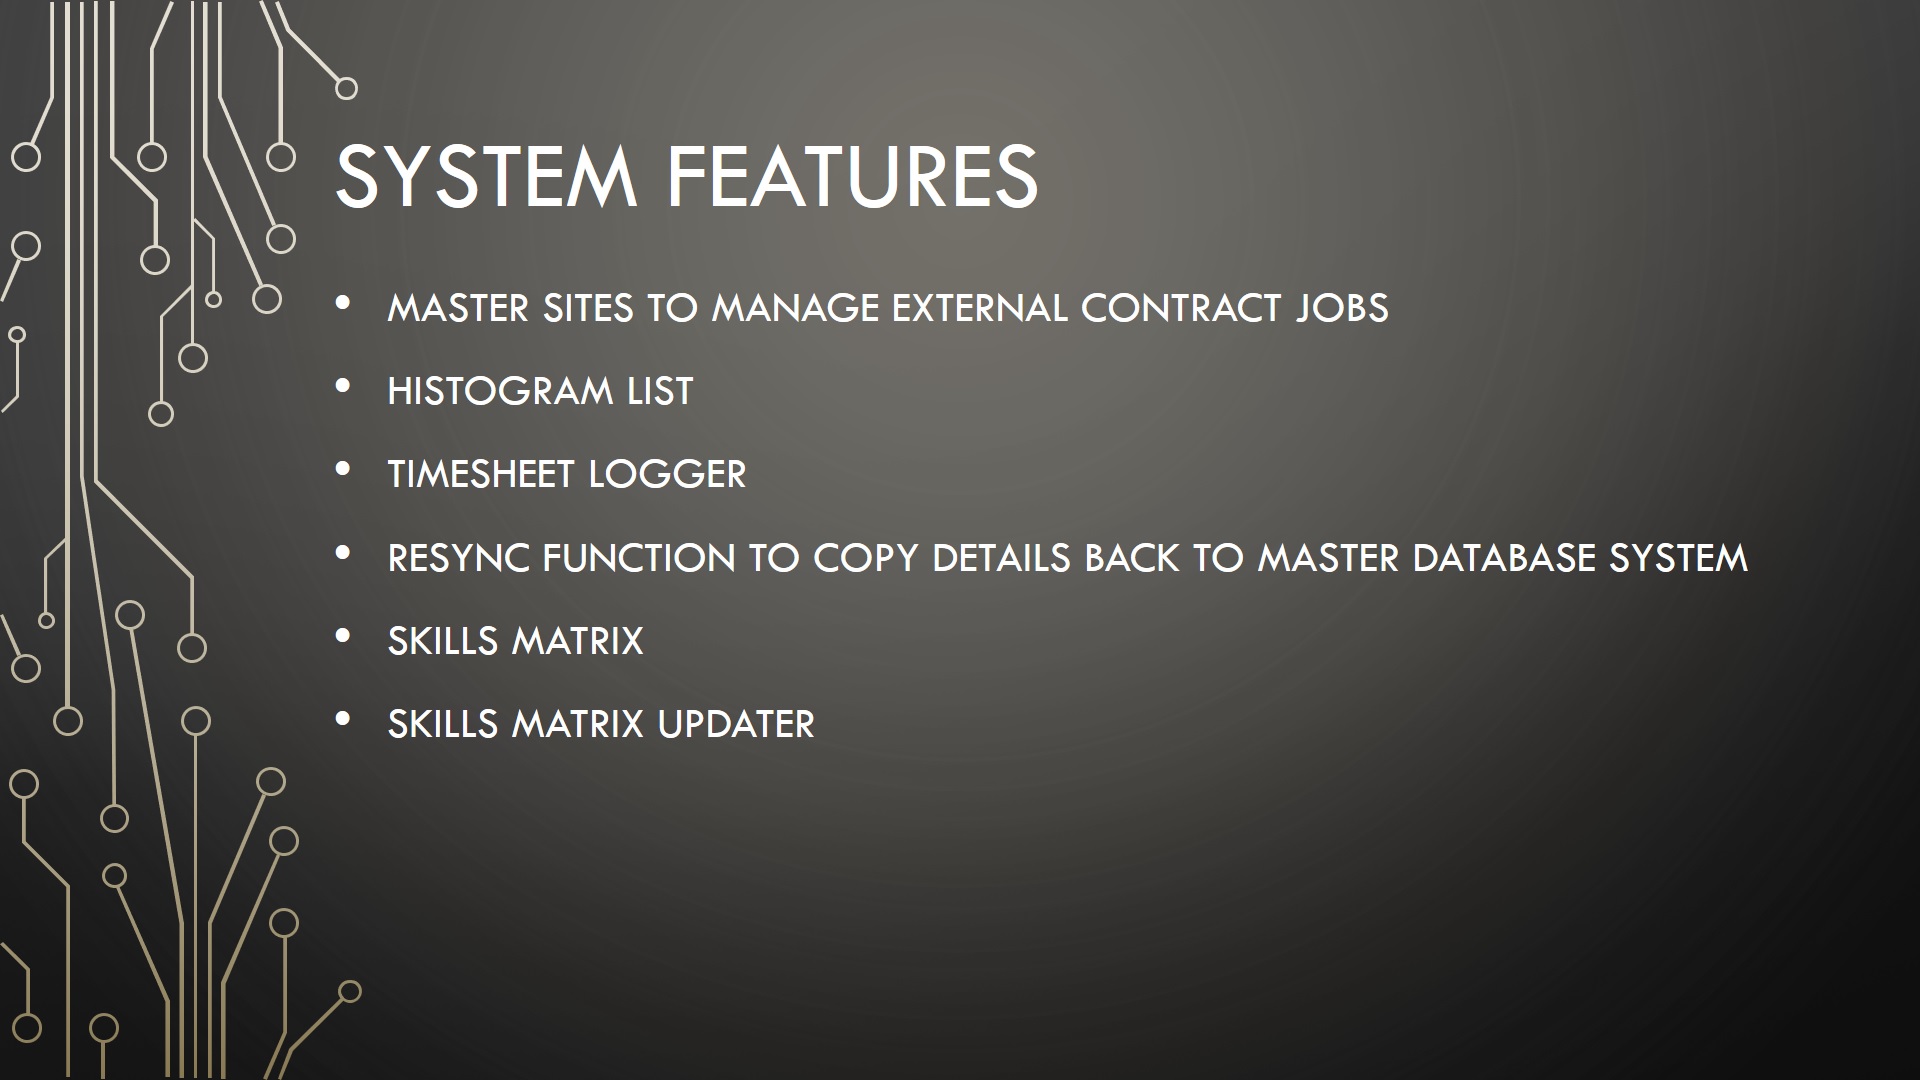 SYSTEM FEATURES
• MASTER SITES TO MANAGE EXTERNAL CONTRACT JOBS
• HISTOGRAM LIST
• TIMESHEET LOGGER
• RESYNC FUNCTION TO COPY DETAILS BACK TO MASTER DATABASE SYSTEM
• SKILLS MATRIX
• SKILLS MATRIX UPDATER